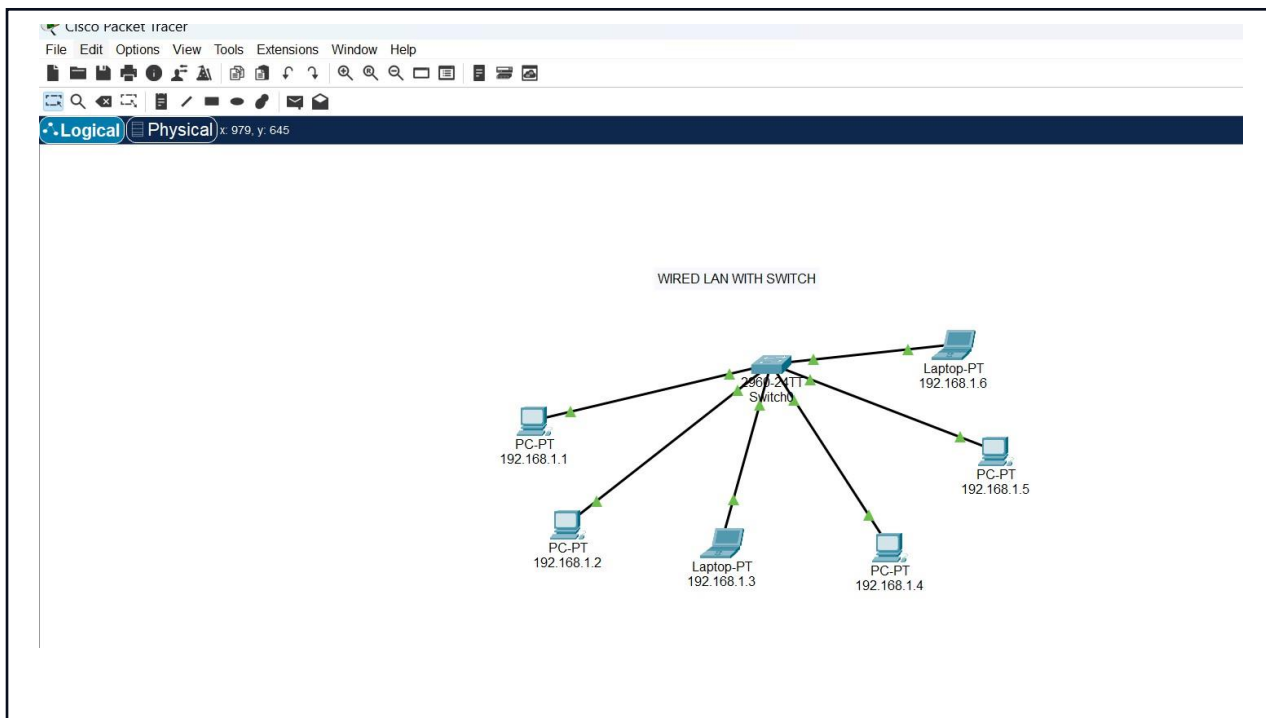 Cisco Packet Tracer
File Edit Options View Tools Extensions Window Help
Logical Physical x: 979, y: 645
WIRED LAN WITH SWITCH
Laptop-PT
192.168.1.6
2960-24TT
Switch0
PC-PT
192.168.1.1
PC-PT
192.168.1.5
PC-PT
192.168.1.2
Laptop-PT
192.168.1.3
PC-PT
192.168.1.4